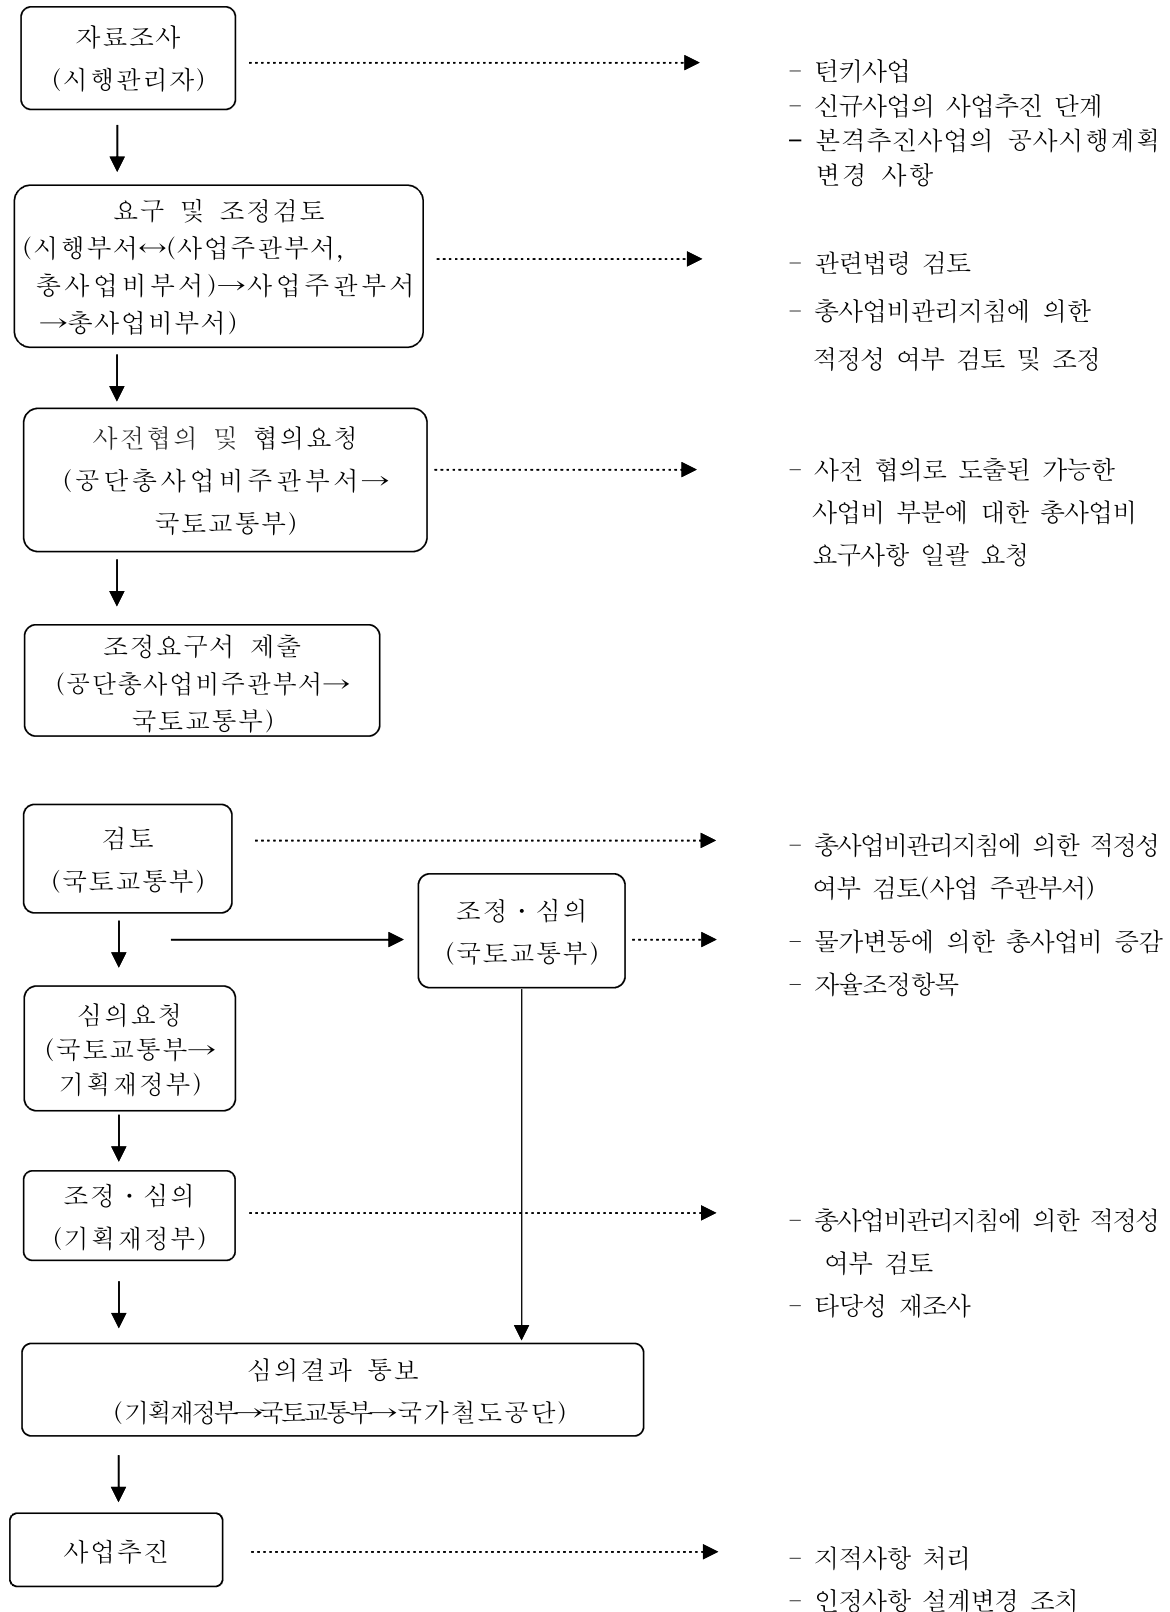 자료조사
(시행관리자)
- 턴키사업
- 신규사업의 사업추진 단계
- 본격추진사업의 공사시행계획
변경 사항
요구 및 조정검토
(시행부서↔(사업주관부서,
총사업비부서)→사업주관부서
→총사업비부서)
- 관련법령 검토
- 총사업비관리지침에 의한
적정성 여부 검토 및 조정
사전협의 및 협의요청
(공단총사업비주관부서→
국토교통부)
- 사전 협의로 도출된 가능한
사업비 부분에 대한 총사업비
요구사항 일괄 요청
조정요구서 제출
(공단총사업비주관부서→
국토교통부)
검토
(국토교통부)
- 총사업비관리지침에 의한 적정성
여부 검토(사업 주관부서)
조정·심의
(국토교통부)
- 물가변동에 의한 총사업비 증감
- 자율조정항목
심의요청
(국토교통부→
기획재정부)
조정·심의
(기획재정부)
- 총사업비관리지침에 의한 적정성
여부 검토
- 타당성 재조사
심의결과 통보
(기획재정부→국토교통부→국가철도공단)
사업추진
- 지적사항 처리
- 인정사항 설계변경 조치